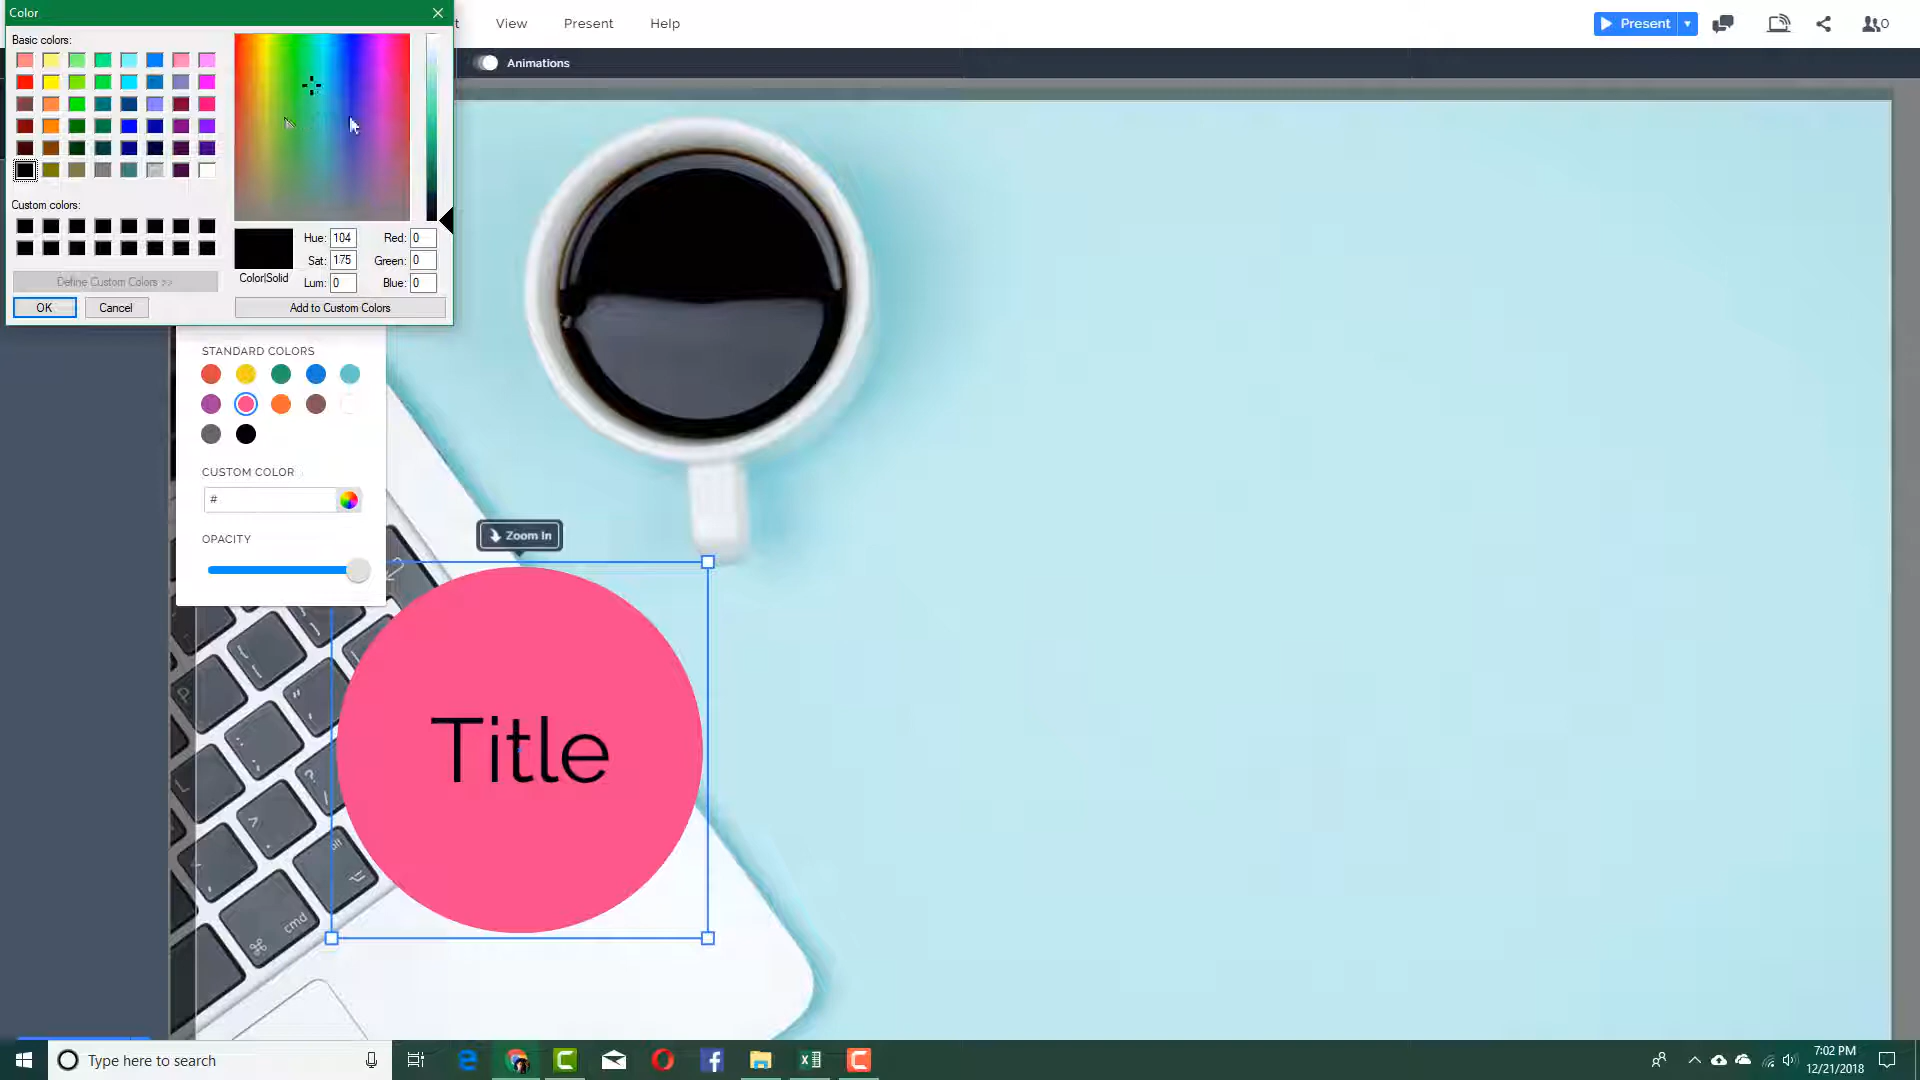 Color
View
Present
Help
Present
0
Basic colors:
Animations
Custom colors:
Hue: 104
Red: 0
Sat: 175
Green: 0
Color|Solid
Lum: 0
Blue: 0
Define Custom Colors >>
OK
Cancel
Add to Custom Colors
STANDARD COLORS
CUSTOM COLOR
#
Zoom In
OPACITY
Title
P
L
?
>
alt
cmd
Type here to search
7:02 PM
12/21/2018